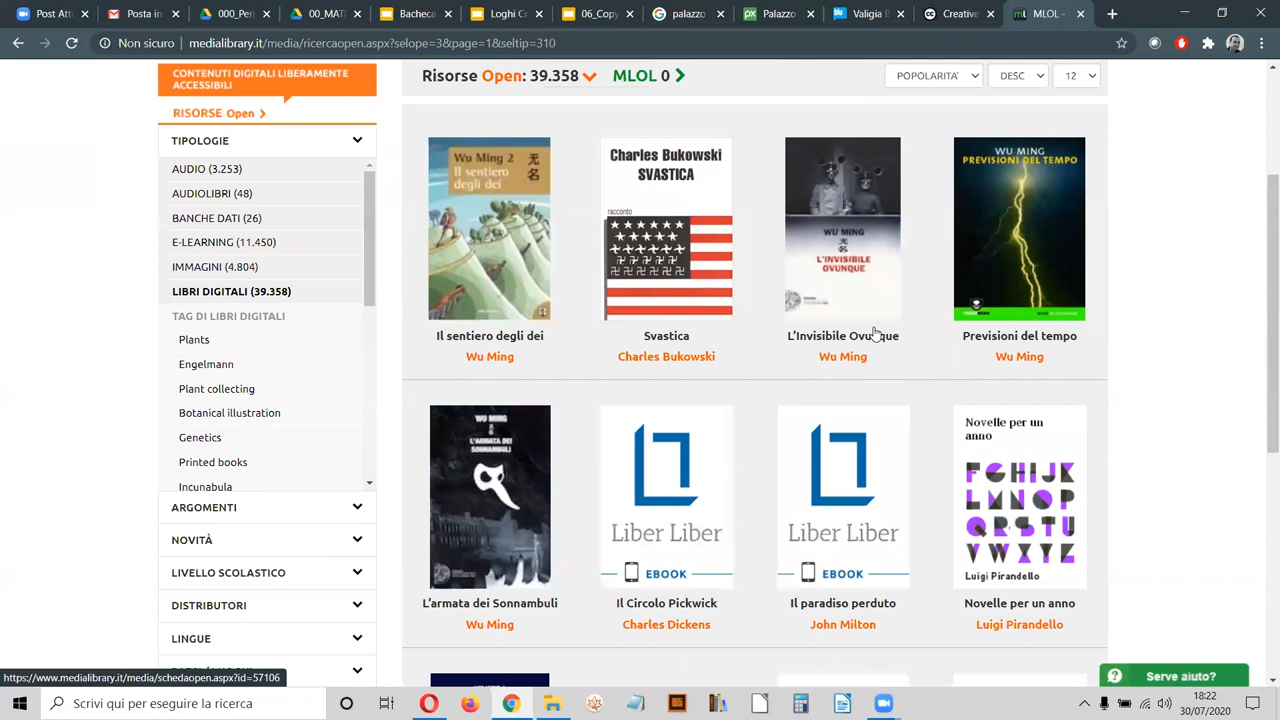 Post Att
Posta in
Drive An
00_Peri
00_MAT
Bacheca
Loghi Cr
06_Copy
palazzo
Palazzo
Valigia B
Creative
MLOL -
Non sicuro
medialibrary.it/media/ricercaopen.aspx?selope=3&page=1&seltip=310
CONTENUTI DIGITALI LIBERAMENTE
ACCESSIBILI
RISORSE Open
TIPOLOGIE
AUDIO (3.253)
AUDIOLIBRI (48)
BANCHE DATI (26)
E-LEARNING (11.450)
IMMAGINI (4.804)
LIBRI DIGITALI (39.358)
TAG DI LIBRI DIGITALI
Plants
Engelmann
Plant collecting
Botanical illustration
Genetics
Printed books
Incunabula
ARGOMENTI
NOVITÀ
LIVELLO SCOLASTICO
DISTRIBUTORI
LINGUE
Risorse Open: 39.358
MLOL 0
POPOLARITA'
DESC
12
Wu Ming 2
Il sentiero
degli dei
无
名
Charles Bukowski
SVASTICA
racconto
WU MING
无
名
L'INVISIBILE
OVUNQUE
WU MING
PREVISIONI DEL TEMPO
Il sentiero degli dei
Wu Ming
Svastica
Charles Bukowski
L'Invisibile Ovunque
Wu Ming
Previsioni del tempo
Wu Ming
WU MING
L'ARMATA DEI
SONNAMBULI
Liber Liber
EBOOK
Liber Liber
EBOOK
Novelle per un
anno
FGHIJK
LMNOP
QRSTU
VWXYZ
Luigi Pirandello
L'armata dei Sonnambuli
Wu Ming
Il Circolo Pickwick
Charles Dickens
Il paradiso perduto
John Milton
Novelle per un anno
Luigi Pirandello
https://www.medialibrary.it/media/schedaopen.aspx?id=57106
Serve aiuto?
Scrivi qui per eseguire la ricerca
18:22
30/07/2020